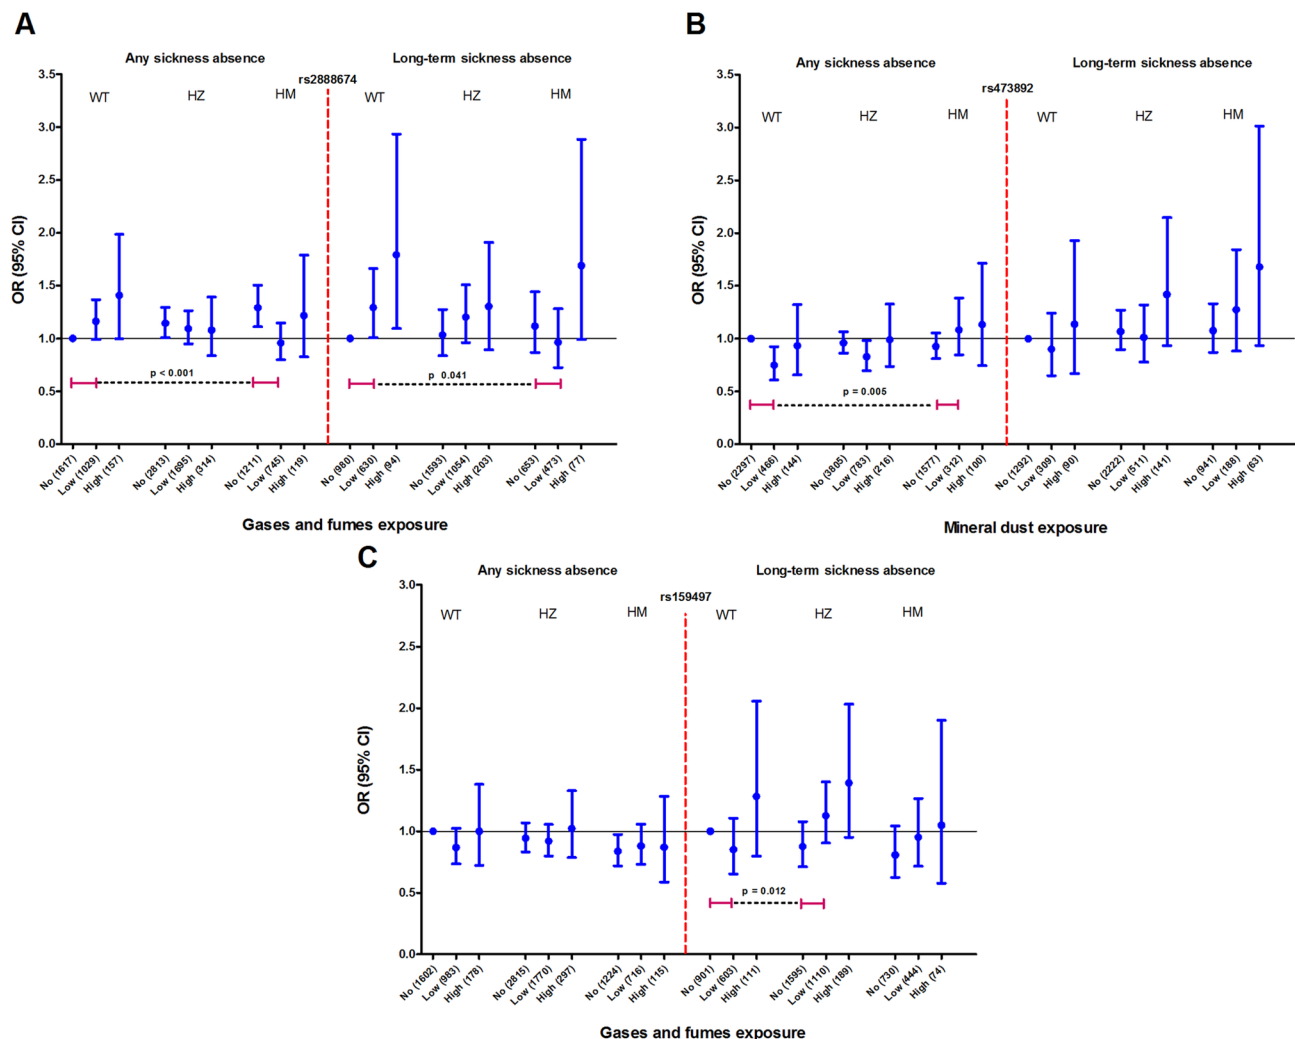 A
Any sickness absence
Long-term sickness absence
rs2888674
WT
HZ
HM
WT
HZ
HM
3.5
3.0
2.5
2.0
1.5
1.0
0.5
0.0
OR (95% CI)
p < 0.001
p 0.041
No (1617)
Low (1029)
High (157)
No (2813)
Low (1695)
High (314)
No (1211)
Low (745)
High (119)
No (980)
Low (630)
High (94)
No (1593)
Low (1054)
High (203)
No (653)
Low (473)
High (77)
Gases and fumes exposure
B
Any sickness absence
Long-term sickness absence
rs473892
WT
HZ
HM
WT
HZ
HM
3.5
3.0
2.5
2.0
1.5
1.0
0.5
0.0
OR (95% CI)
p = 0.005
No (2297)
Low (466)
High (144)
No (3805)
Low (783)
High (216)
No (1577)
Low (312)
High (109)
No (1292)
Low (309)
High (90)
No (2222)
Low (511)
High (141)
No (941)
Low (188)
High (63)
Mineral dust exposure
C
Any sickness absence
Long-term sickness absence
rs159497
WT
HZ
HM
WT
HZ
HM
3.0
2.5
2.0
1.5
1.0
0.5
0.0
OR (95% CI)
p = 0.012
No (1602)
Low (983)
High (178)
No (2815)
Low (1770)
High (297)
No (1224)
Low (716)
High (115)
No (901)
Low (603)
High (111)
No (1595)
Low (1110)
High (189)
No (730)
Low (444)
High (74)
Gases and fumes exposure